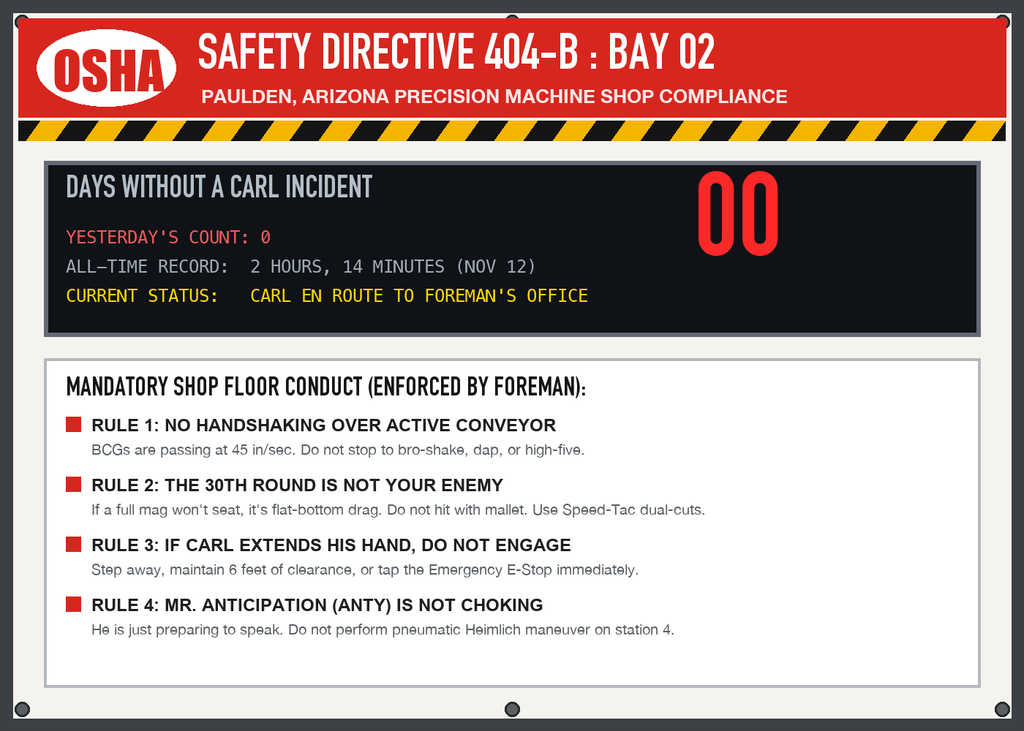 OSHA
SAFETY DIRECTIVE 404-B : BAY 02
PAULDEN, ARIZONA PRECISION MACHINE SHOP COMPLIANCE
DAYS WITHOUT A CARL INCIDENT
00
YESTERDAY'S COUNT: 0
ALL-TIME RECORD: 2 HOURS, 14 MINUTES (NOV 12)
CURRENT STATUS: CARL EN ROUTE TO FOREMAN'S OFFICE
MANDATORY SHOP FLOOR CONDUCT (ENFORCED BY FOREMAN):
RULE 1: NO HANDSHAKING OVER ACTIVE CONVEYOR
BCGs are passing at 45 in/sec. Do not stop to bro-shake, dap, or high-five.
RULE 2: THE 30TH ROUND IS NOT YOUR ENEMY
If a full mag won't seat, it's flat-bottom drag. Do not hit with mallet. Use Speed-Tac dual-cuts.
RULE 3: IF CARL EXTENDS HIS HAND, DO NOT ENGAGE
Step away, maintain 6 feet of clearance, or tap the Emergency E-Stop immediately.
RULE 4: MR. ANTICIPATION (ANTY) IS NOT CHOKING
He is just preparing to speak. Do not perform pneumatic Heimlich maneuver on station 4.